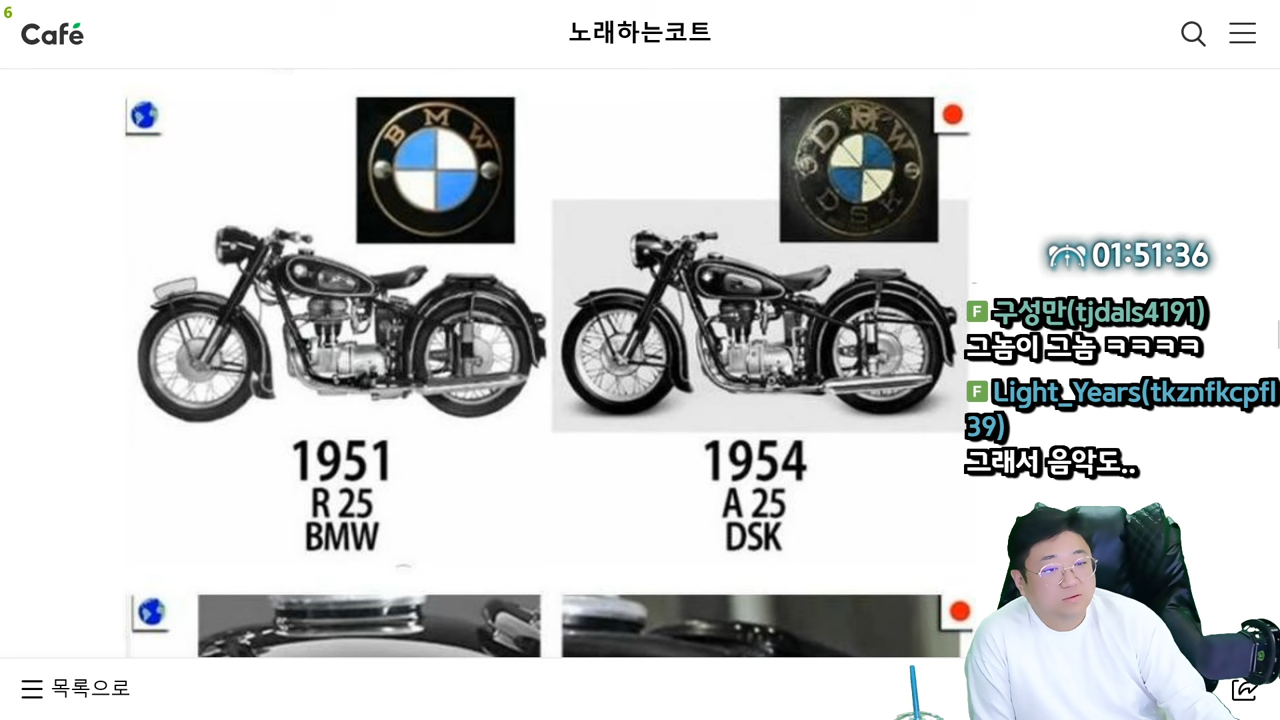 6
Café
노래하는코트
BMW
DMW
DSK
01:51:36
F 구성만(tjdals4191)
그놈이 그놈 ㅋㅋㅋㅋ
F Light_Years(tkznfkcpfl
39)
그래서 음악도..
1951
R 25
BMW
1954
A 25
DSK
목록으로